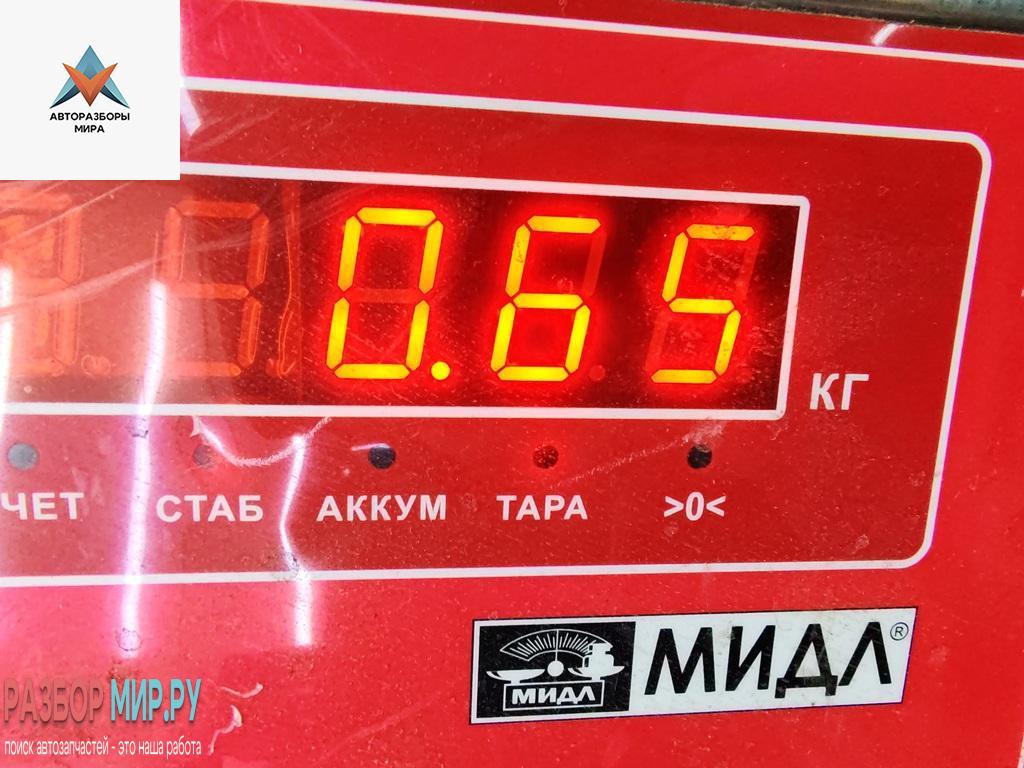 АВТОРАЗБОРЫ
МИРА
0.65
КГ
ЧЕТ СТАБ АККУМ ТАРА >0<
МИДЛ МИДЛ®
РАЗБОР МИР.РУ
поиск автозапчастей - это наша работа